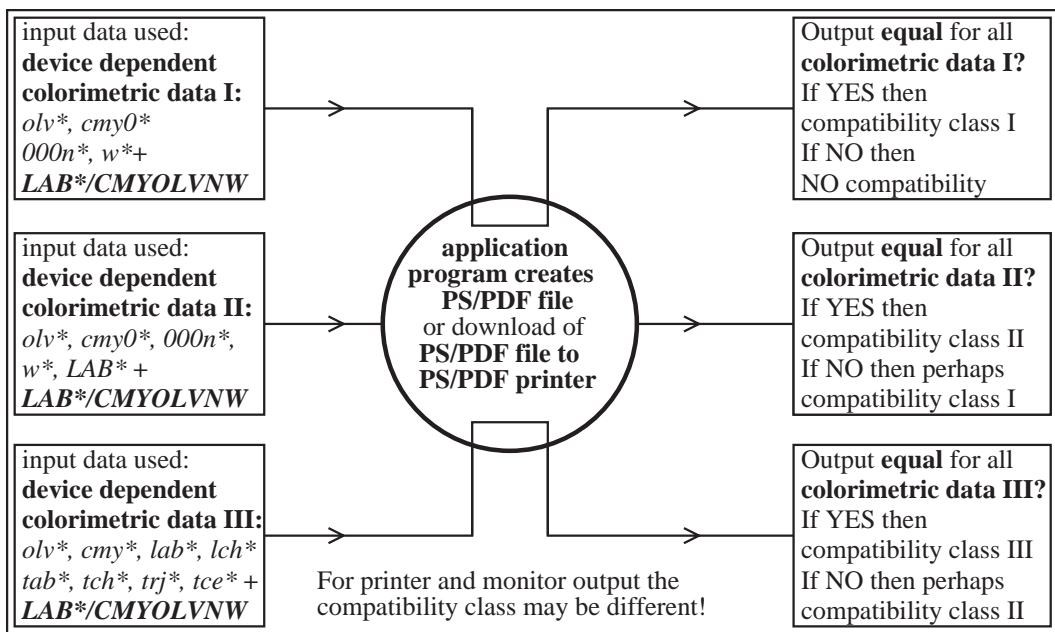 input data used:
device dependent
colorimetric data I:
olv*, cmy0*
000n*, w*+
LAB*/CMYOLVNW
Output equal for all
colorimetric data I?
If YES then
compatibility class I
If NO then
NO compatibility
input data used:
device dependent
colorimetric data II:
olv*, cmy0*, 000n*,
w*, LAB* +
LAB*/CMYOLVNW
application
program creates
PS/PDF file
or download of
PS/PDF file to
PS/PDF printer
Output equal for all
colorimetric data II?
If YES then
compatibility class II
If NO then perhaps
compatibility class I
input data used:
device dependent
colorimetric data III:
olv*, cmy*, lab*, lch*
tab*, tch*, trj*, tce* +
LAB*/CMYOLVNW
For printer and monitor output the
compatibility class may be different!
Output equal for all
colorimetric data III?
If YES then
compatibility class III
If NO then perhaps
compatibility class II